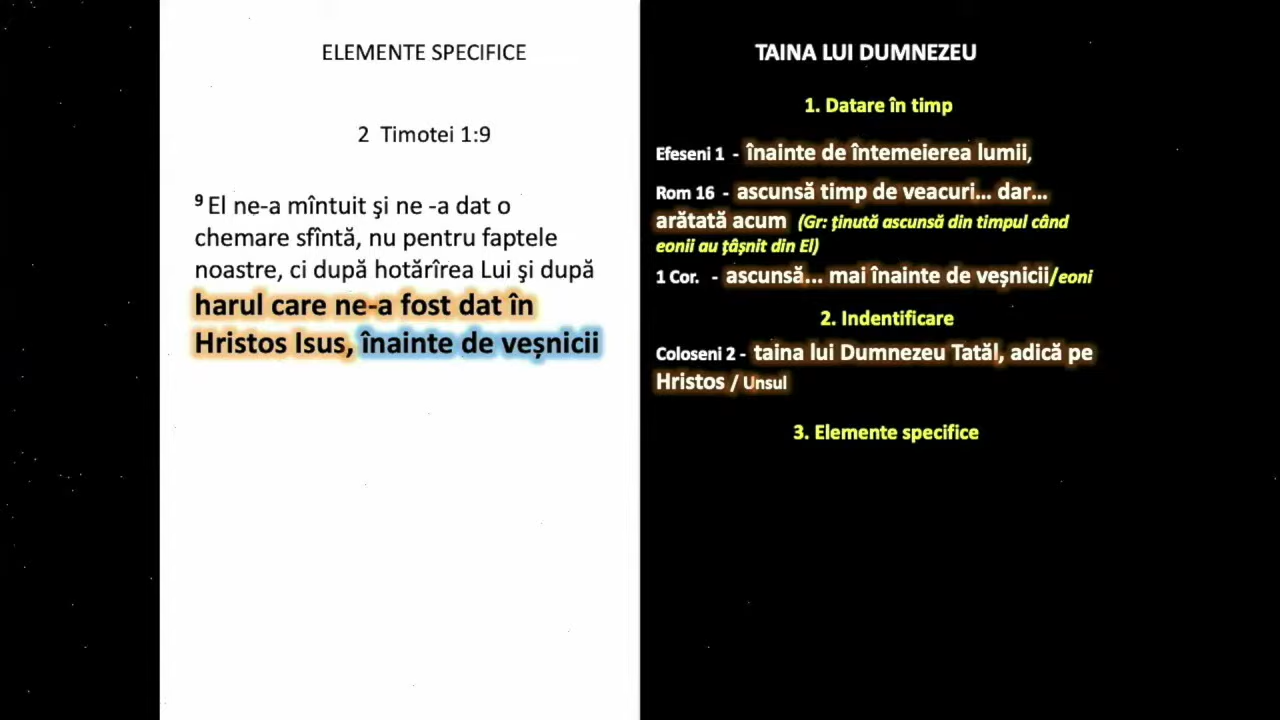 ELEMENTE SPECIFICE
2 Timotei 1:9
9 El ne-a mîntuit şi ne -a dat o
chemare sfîntă, nu pentru faptele
noastre, ci după hotărîrea Lui şi după
harul care ne-a fost dat în
Hristos Isus, înainte de veșnicii
TAINA LUI DUMNEZEU
1. Datare în timp
Efeseni 1 - înainte de întemeierea lumii,
Rom 16 - ascunsă timp de veacuri... dar...
arătată acum (Gr: ţinută ascunsă din timpul când
eonii au ţâșnit din El)
1 Cor. - ascunsă... mai înainte de veșnicii/eoni
2. Indentificare
Coloseni 2 - taina lui Dumnezeu Tatăl, adică pe
Hristos / Unsul
3. Elemente specifice